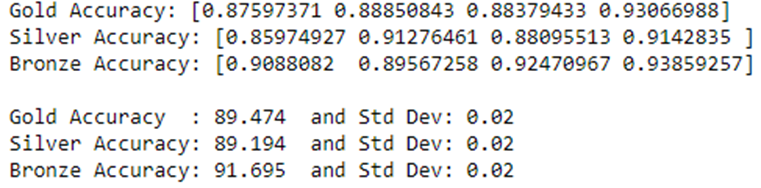 Gold Accuracy: [0.87597371 0.88850843 0.88379433 0.93066988]
Silver Accuracy: [0.85974927 0.91276461 0.88095513 0.9142835 ]
Bronze Accuracy: [0.9088082  0.89567258 0.92470967 0.93859257]
Gold Accuracy  : 89.474  and Std Dev: 0.02
Silver Accuracy: 89.194  and Std Dev: 0.02
Bronze Accuracy: 91.695  and Std Dev: 0.02